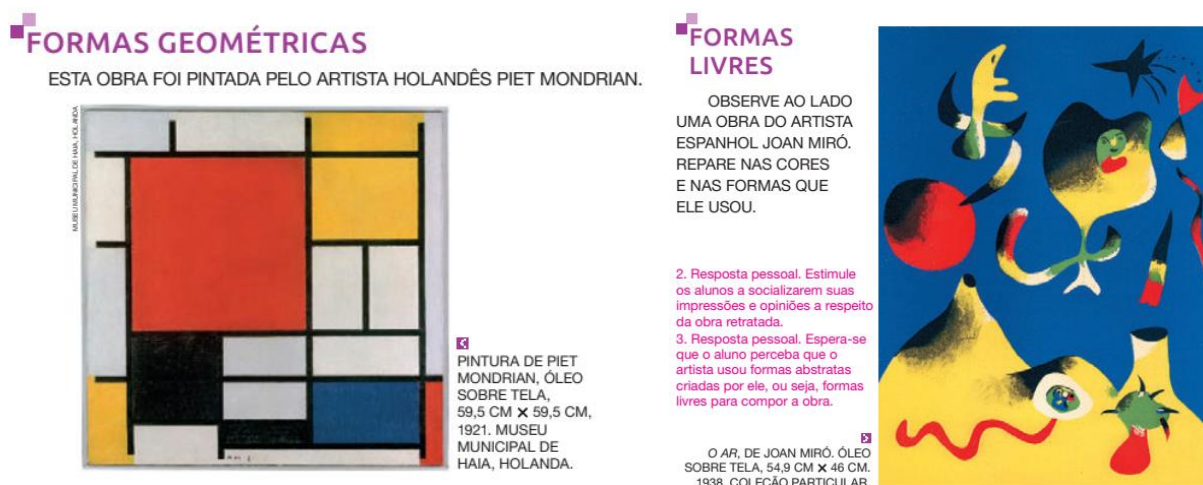 FORMAS GEOMÉTRICAS
ESTA OBRA FOI PINTADA PELO ARTISTA HOLANDÊS PIET MONDRIAN.
MUSEU MUNICIPAL DE HAIA, HOLANDA
PINTURA DE PIET
MONDRIAN, ÓLEO
SOBRE TELA,
59,5 CM × 59,5 CM,
1921. MUSEU
MUNICIPAL DE
HAIA, HOLANDA.
FORMAS
LIVRES
OBSERVE AO LADO
UMA OBRA DO ARTISTA
ESPANHOL JOAN MIRÓ.
REPARE NAS CORES
E NAS FORMAS QUE
ELE USOU.
2. Resposta pessoal. Estimule
os alunos a socializarem suas
impressões e opiniões a respeito
da obra retratada.
3. Resposta pessoal. Espera-se
que o aluno perceba que o
artista usou formas abstratas
criadas por ele, ou seja, formas
livres para compor a obra.
O AR, DE JOAN MIRÓ. ÓLEO
SOBRE TELA, 54,9 CM × 46 CM.
1938. COLEÇÃO PARTICULAR.